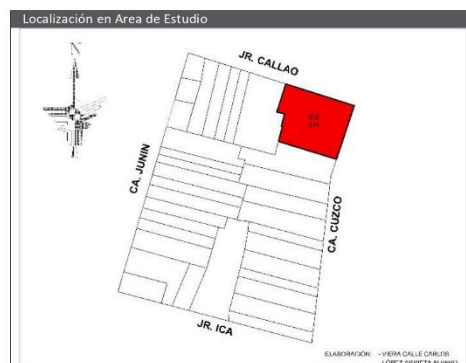 Localización en Area de Estudio
N
JR. CALLAO
CA. JUNIN
CA. CUZCO
JR. ICA
ELABORACIÓN: - VIERA CALLE CARLOS